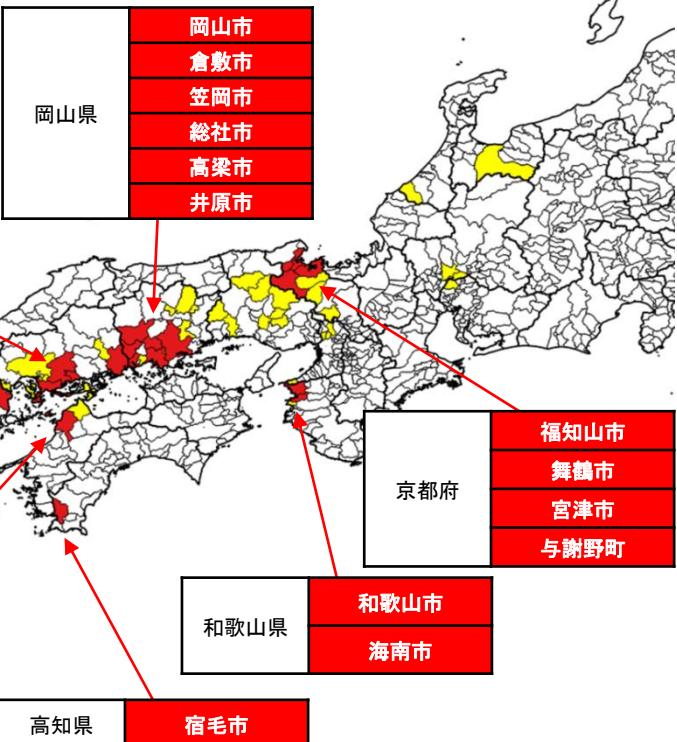 岡山県
岡山市
倉敷市
笠岡市
総社市
高梁市
井原市
京都府
福知山市
舞鶴市
宮津市
与謝野町
和歌山県
和歌山市
海南市
高知県
宿毛市